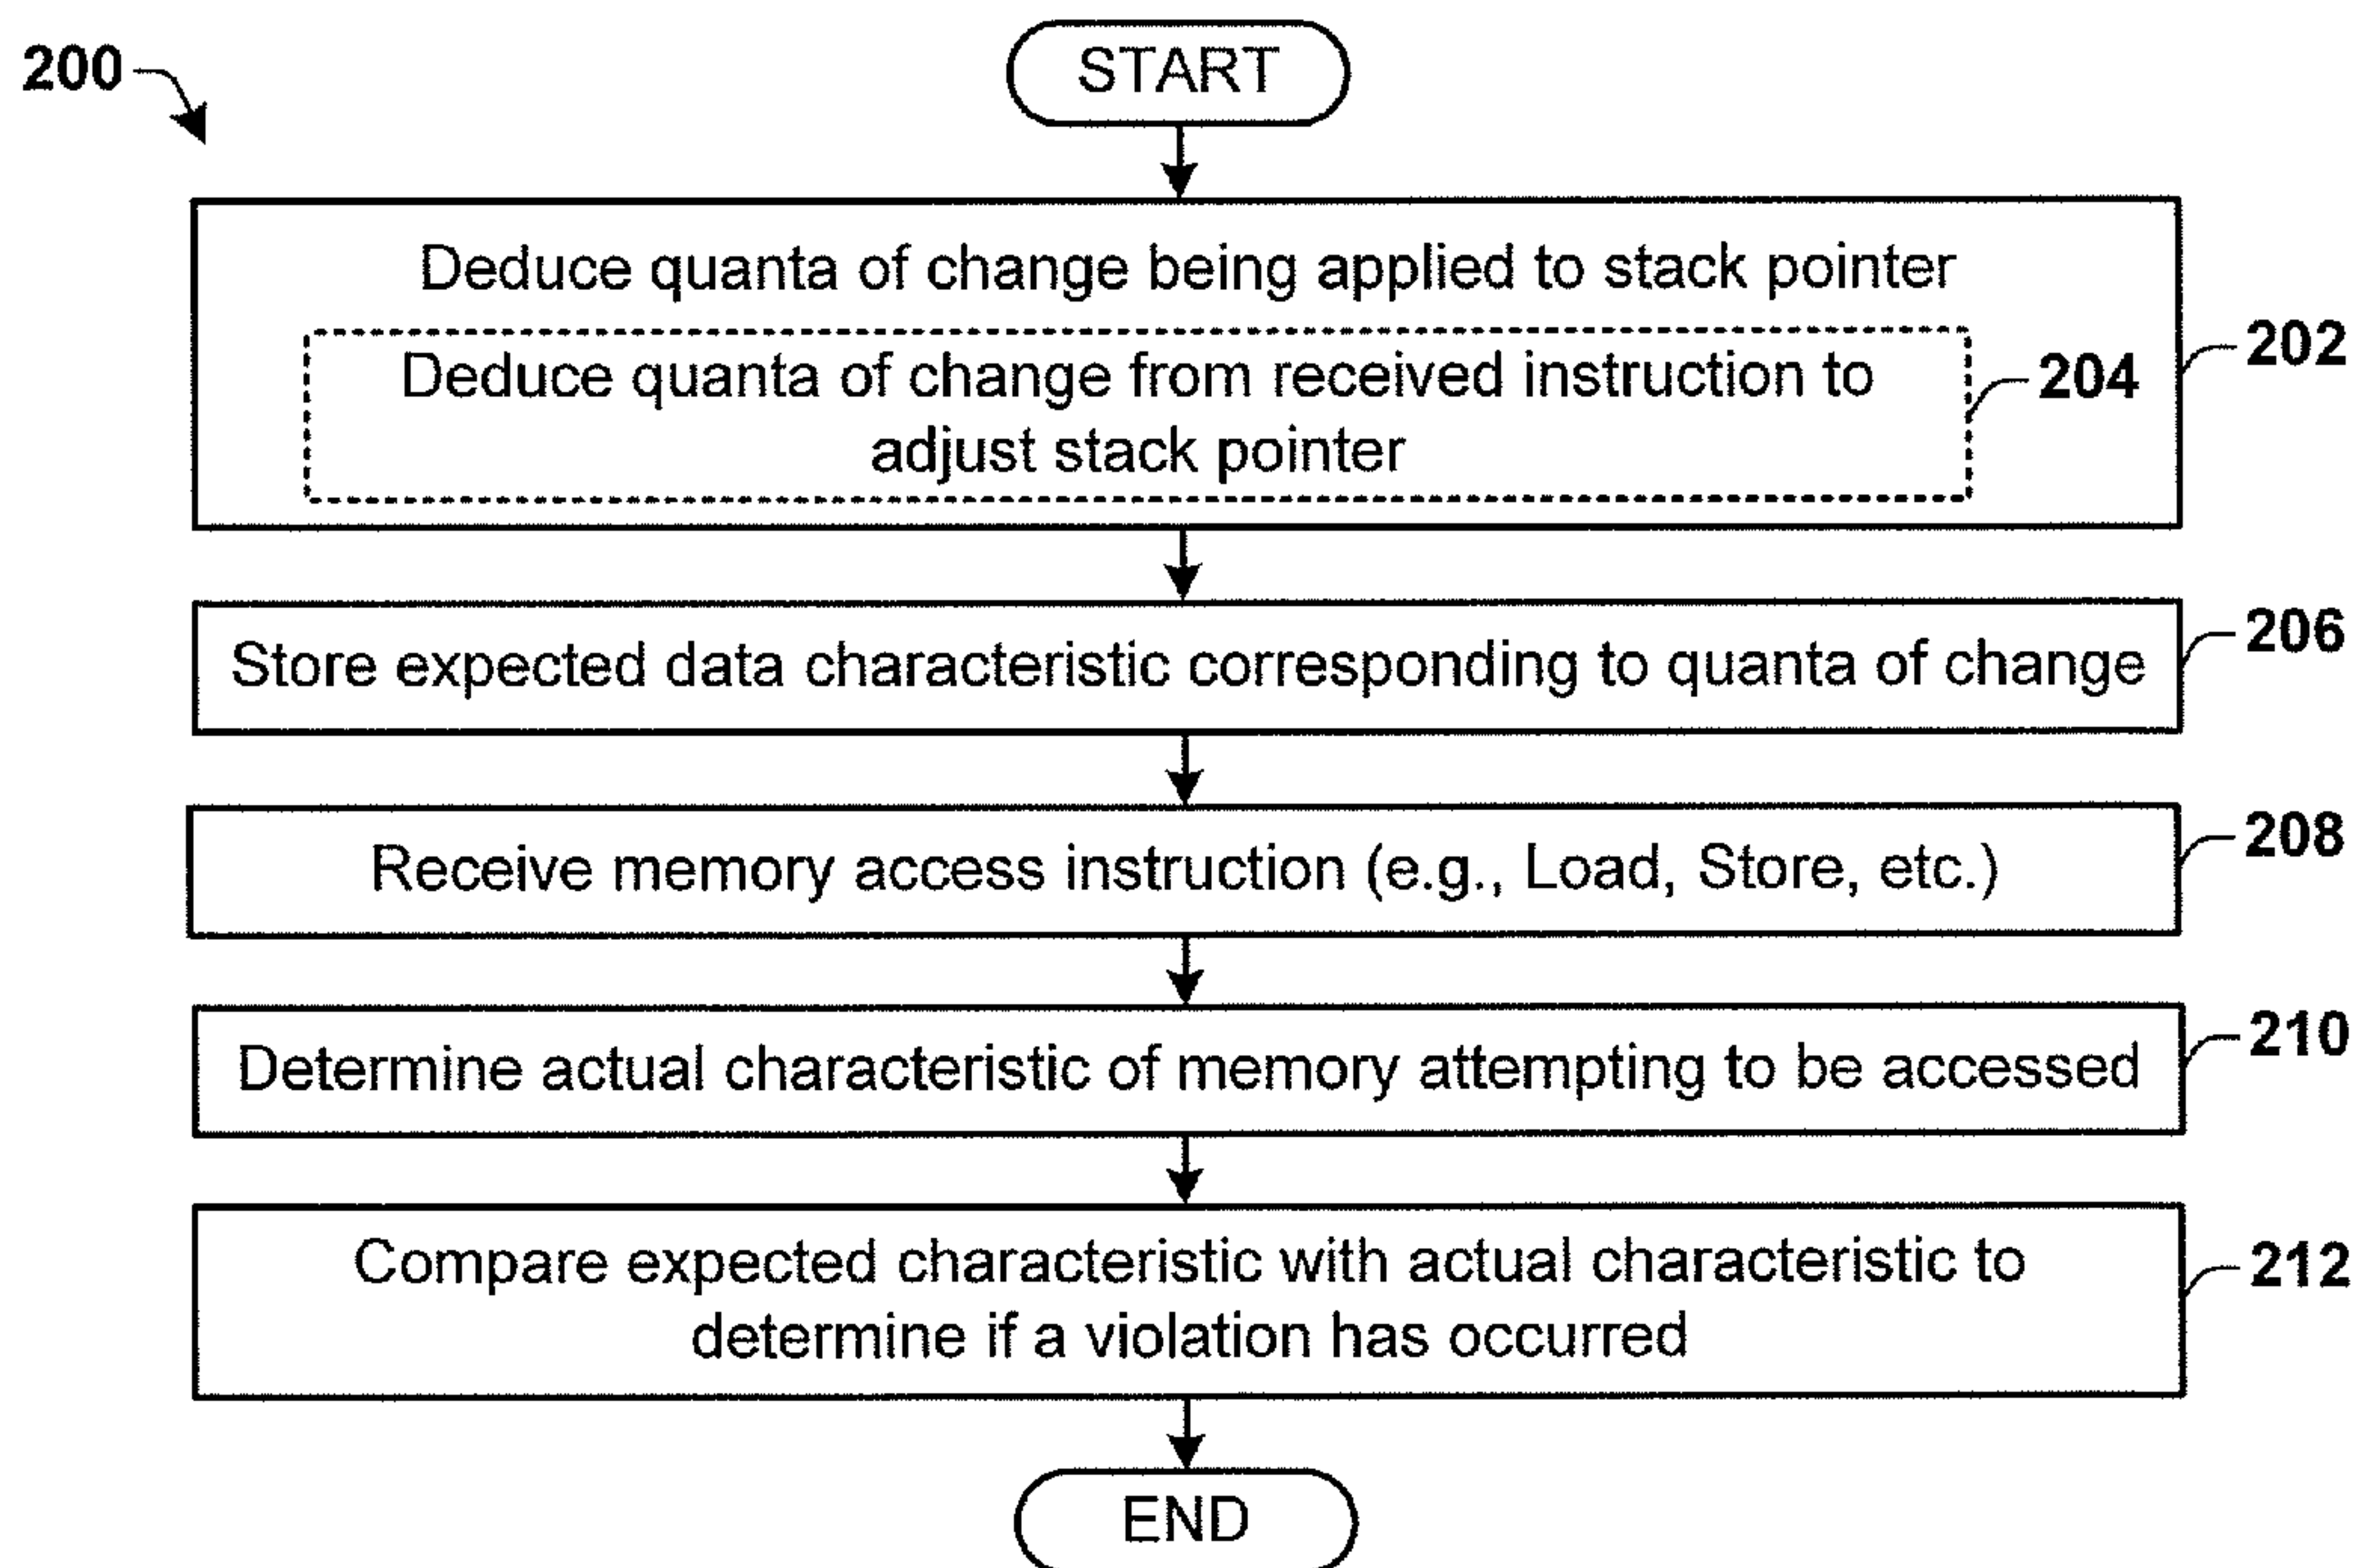 200
START
Deduce quanta of change being applied to stack pointer
202
Deduce quanta of change from received instruction to
adjust stack pointer
204
Store expected data characteristic corresponding to quanta of change
206
Receive memory access instruction (e.g., Load, Store, etc.)
208
Determine actual characteristic of memory attempting to be accessed
210
Compare expected characteristic with actual characteristic to
determine if a violation has occurred
212
END